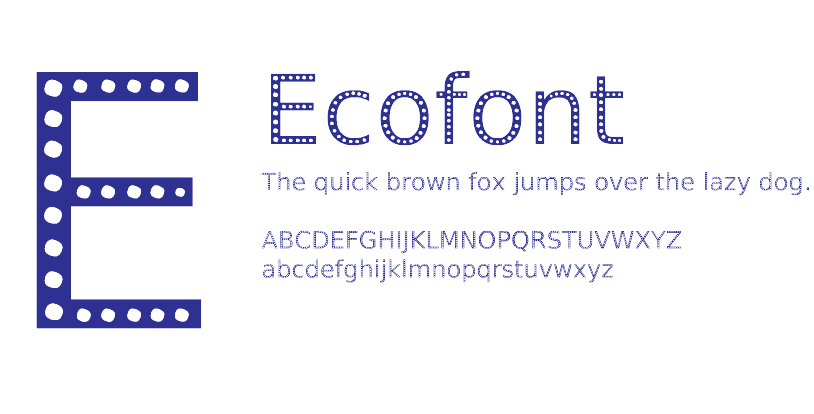 E
Ecofont
The quick brown fox jumps over the lazy dog.
ABCDEFGHIJKLMNOPQRSTUVWXYZ
abcdefghijklmnopqrstuvwxyz